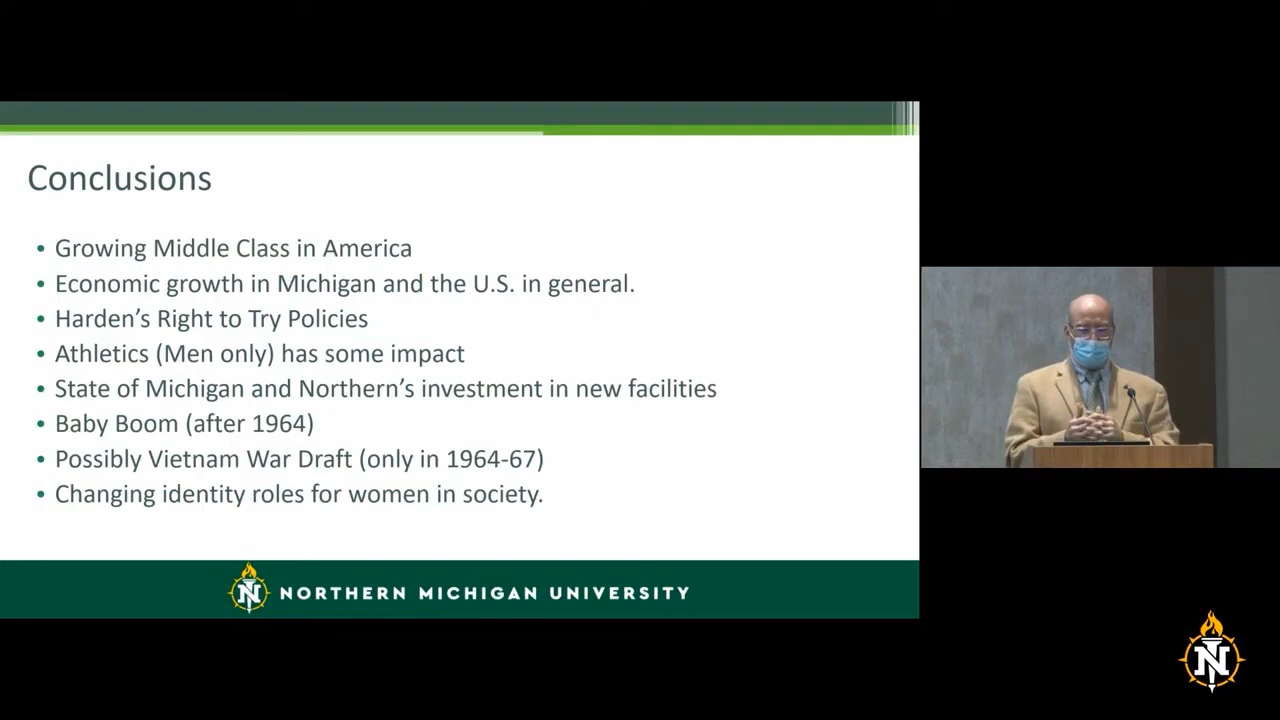 Conclusions
• Growing Middle Class in America
• Economic growth in Michigan and the U.S. in general.
• Harden’s Right to Try Policies
• Athletics (Men only) has some impact
• State of Michigan and Northern’s investment in new facilities
• Baby Boom (after 1964)
• Possibly Vietnam War Draft (only in 1964-67)
• Changing identity roles for women in society.
N NORTHERN MICHIGAN UNIVERSITY
N